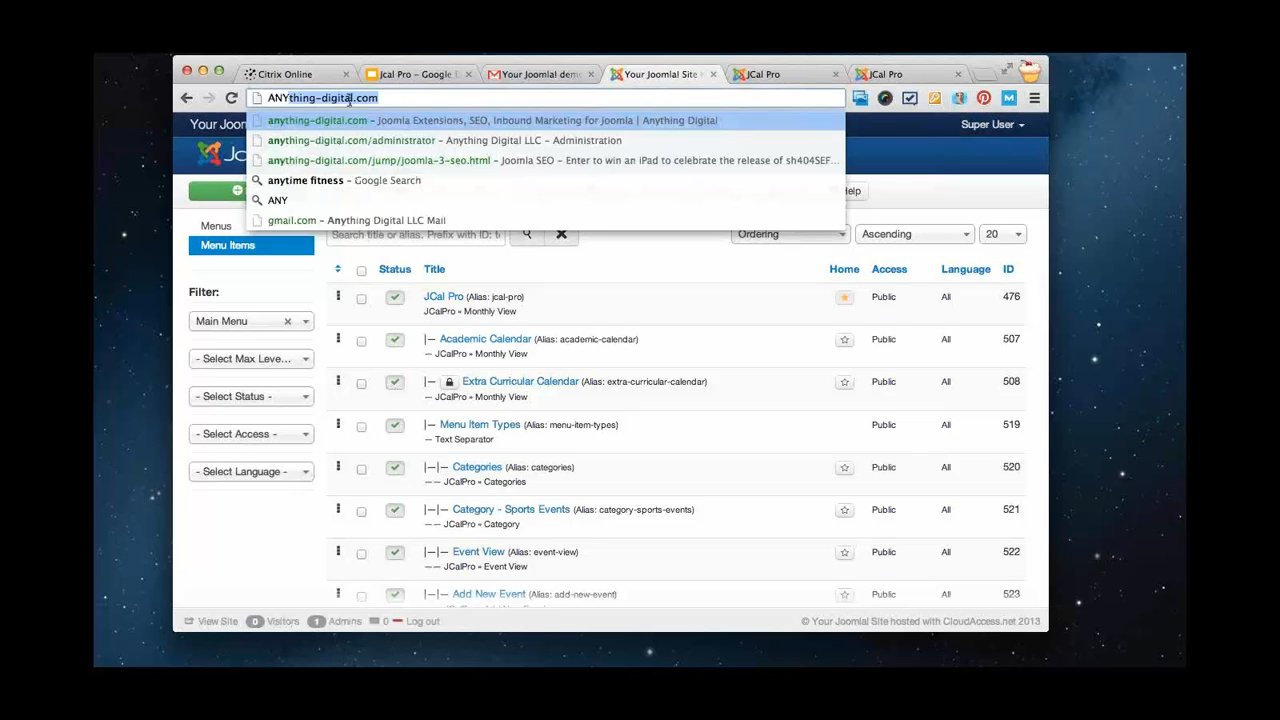 Citrix Online
Jcal Pro – Google D
Your Joomla! demo
Your Joomla! Site
JCal Pro
JCal Pro
ANYthing-digital.com
anything-digital.com – Joomla Extensions, SEO, Inbound Marketing for Joomla | Anything Digital
anything-digital.com/administrator – Anything Digital LLC – Administration
anything-digital.com/jump/joomla-3-seo.html – Joomla SEO – Enter to win an iPad to celebrate the release of sh404SEF...
anytime fitness – Google Search
ANY
gmail.com – Anything Digital LLC Mail
Your Joom
Super User
JC
elp
Menus
Menu Items
Search title or alias. Prefix with ID: t
Ordering
Ascending
20
Status Title Home Access Language ID
Filter:
Main Menu
- Select Max Leve...
- Select Status -
- Select Access -
- Select Language -
JCal Pro (Alias: jcal-pro) Public All 476
JCalPro » Monthly View
|— Academic Calendar (Alias: academic-calendar) Public All 507
— JCalPro » Monthly View
|— Extra Curricular Calendar (Alias: extra-curricular-calendar) Public All 508
— JCalPro » Monthly View
|— Menu Item Types (Alias: menu-item-types) Public All 519
— Text Separator
|—|— Categories (Alias: categories) Public All 520
—— JCalPro » Categories
|—|— Category - Sports Events (Alias: category-sports-events) Public All 521
—— JCalPro » Category
|—|— Event View (Alias: event-view) Public All 522
—— JCalPro » Event View
|—|— Add New Event (Alias: add-new-event) Public All 523
View Site 0 Visitors 1 Admins 0 Log out
© Your Joomla! Site hosted with CloudAccess.net 2013